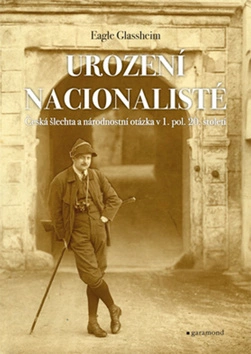 Eagle Glassheim
UROZENÍ
NACIONALISTÉ
Česká šlechta a národnostní otázka v 1. pol. 20. století
garamond